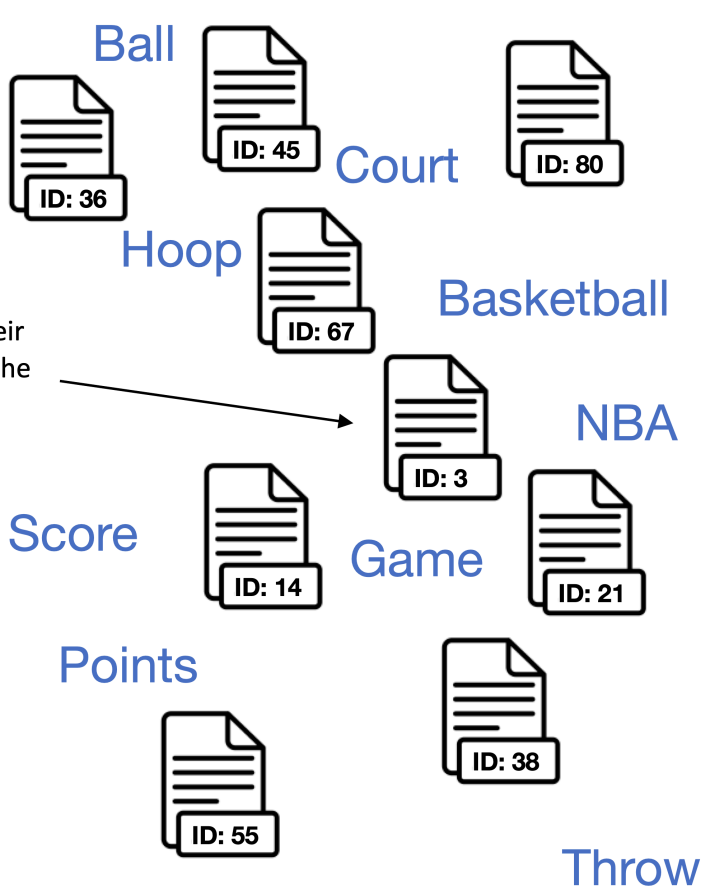 Ball
ID: 45
ID: 80
Court
ID: 36
Hoop
Basketball
ID: 67
eir
he
NBA
ID: 3
Score
Game
ID: 14
ID: 21
Points
ID: 38
ID: 55
Throw